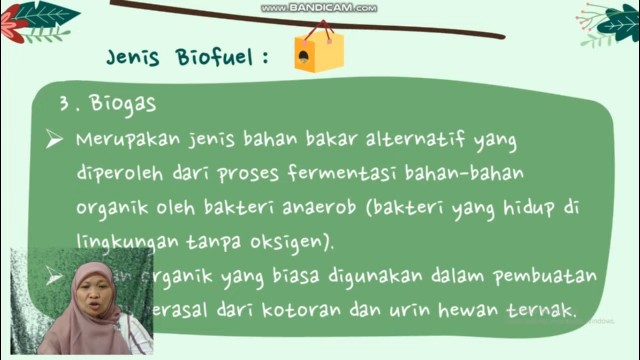 www.BANDICAM.com
Jenis Biofuel :
3. Biogas
Merupakan jenis bahan bakar alternatif yang
diperoleh dari proses fermentasi bahan-bahan
organik oleh bakteri anaerob (bakteri yang hidup di
lingkungan tanpa oksigen).
organik yang biasa digunakan dalam pembuatan
dari kotoran dan urin hewan ternak.